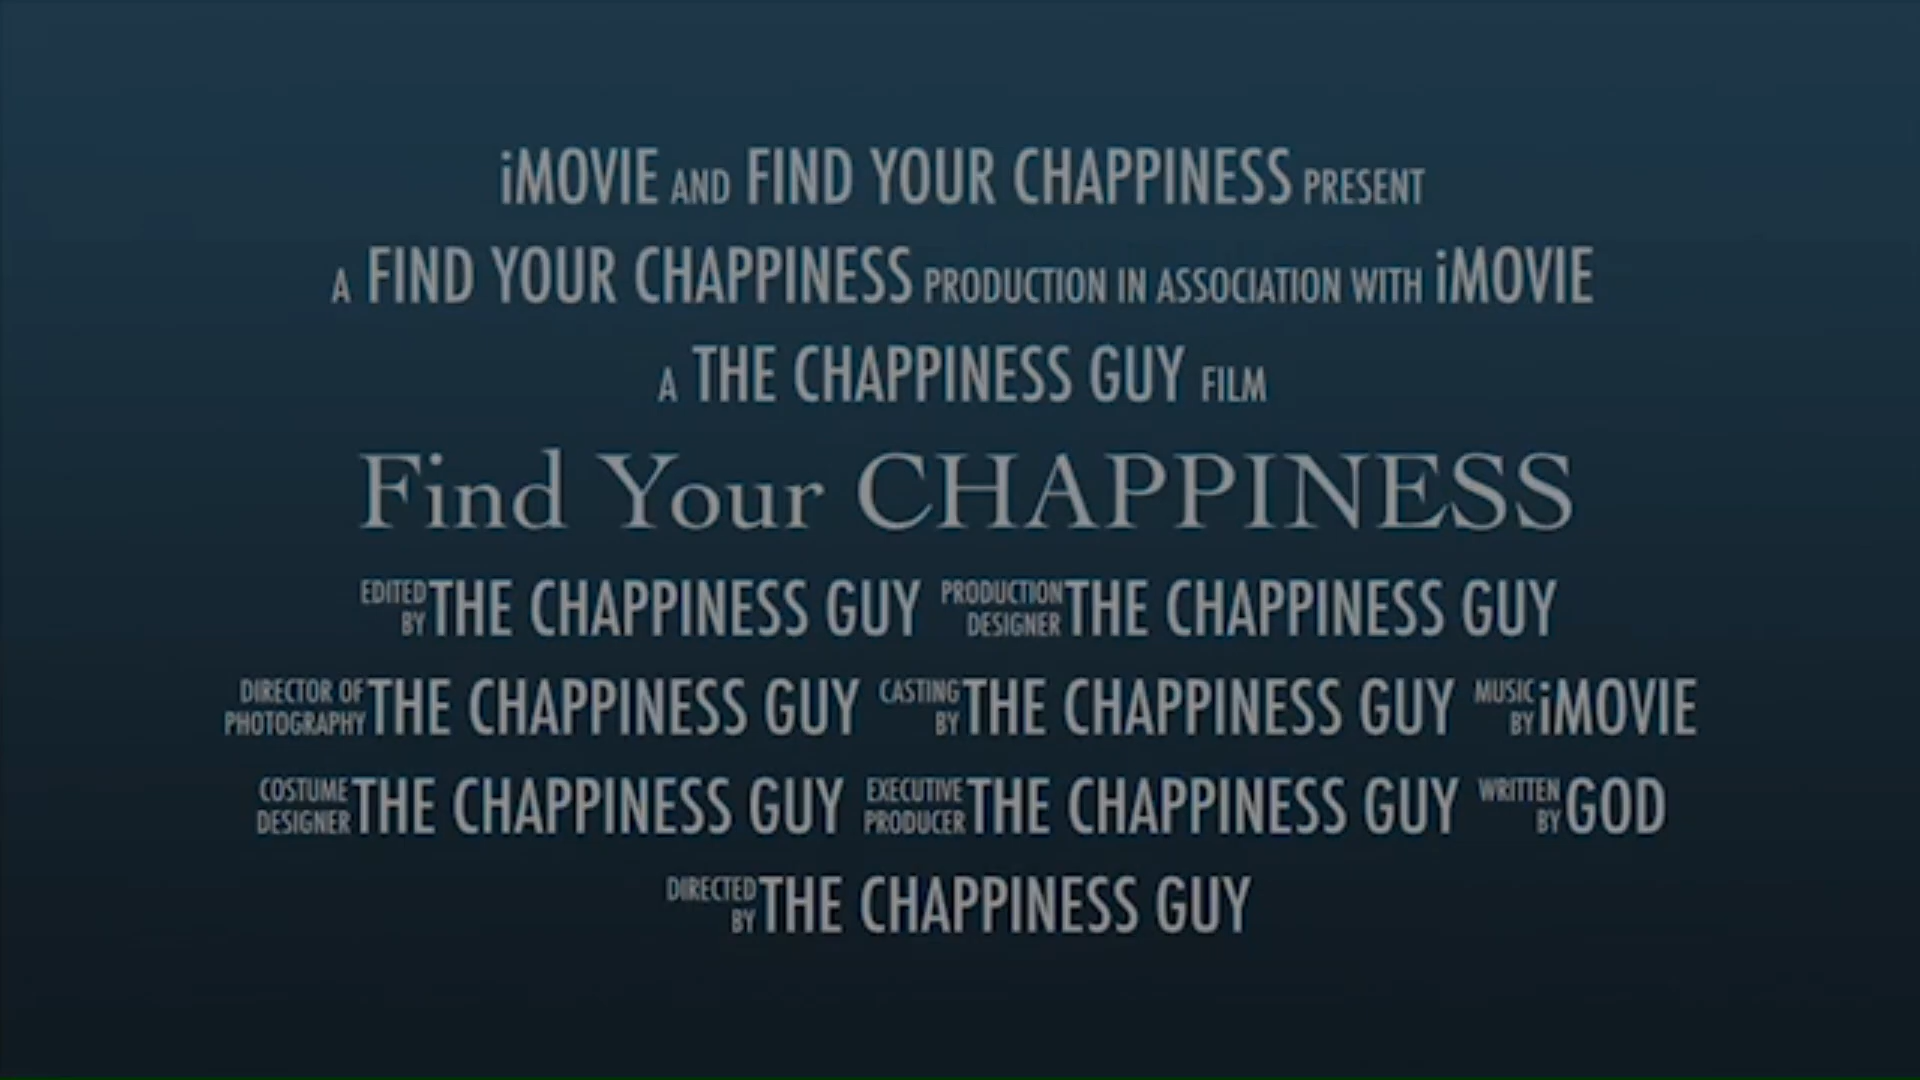 iMOVIE AND FIND YOUR CHAPPINESS PRESENT
A FIND YOUR CHAPPINESS PRODUCTION IN ASSOCIATION WITH iMOVIE
A THE CHAPPINESS GUY FILM
Find Your CHAPPINESS
EDITED BY THE CHAPPINESS GUY PRODUCTION DESIGNER THE CHAPPINESS GUY
DIRECTOR OF PHOTOGRAPHY THE CHAPPINESS GUY CASTING BY THE CHAPPINESS GUY MUSIC BY iMOVIE
COSTUME DESIGNER THE CHAPPINESS GUY EXECUTIVE PRODUCER THE CHAPPINESS GUY WRITTEN BY GOD
DIRECTED BY THE CHAPPINESS GUY